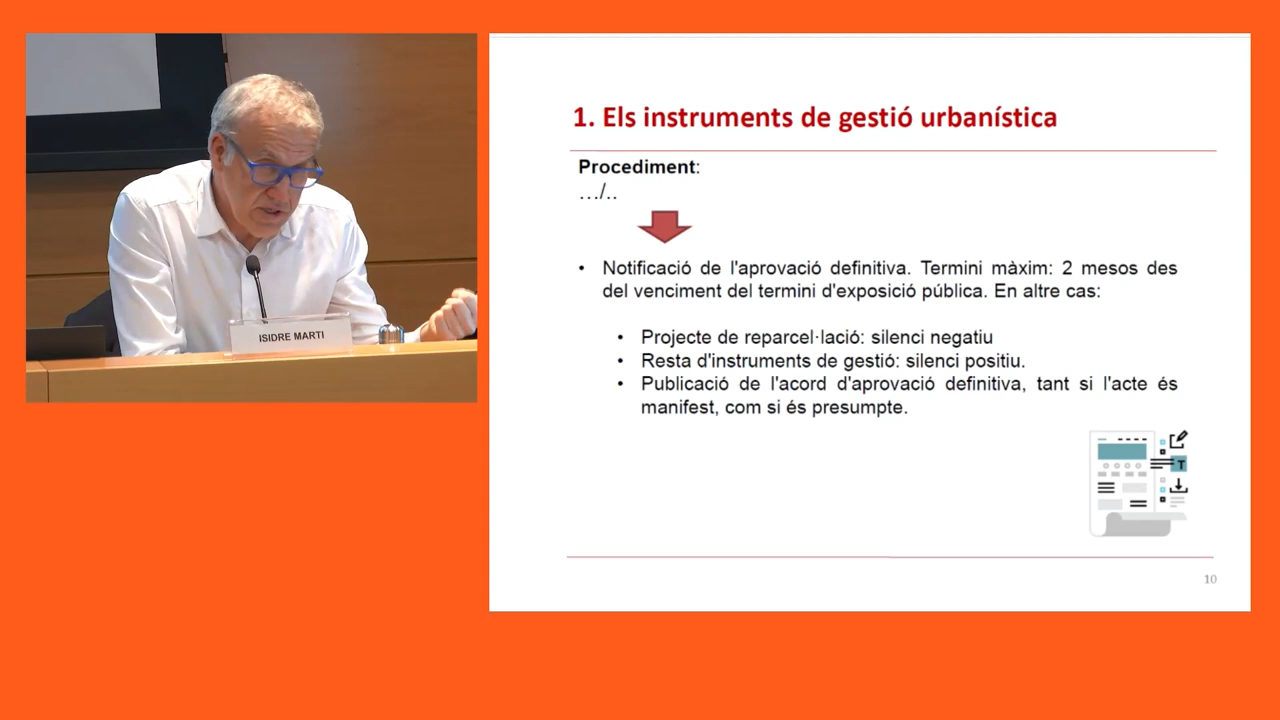 ISIDRE MARTI
1. Els instruments de gestió urbanística
Procediment:
…/..
• Notificació de l'aprovació definitiva. Termini màxim: 2 mesos des
del venciment del termini d'exposició pública. En altre cas:
• Projecte de reparcel·lació: silenci negatiu
• Resta d'instruments de gestió: silenci positiu.
• Publicació de l'acord d'aprovació definitiva, tant si l'acte és
manifest, com si és presumpte.
T
10